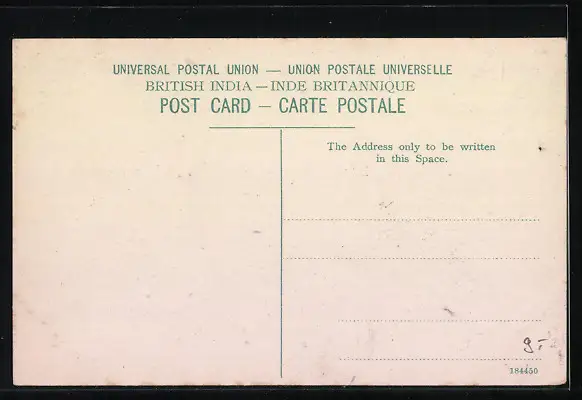 UNIVERSAL POSTAL UNION — UNION POSTALE UNIVERSELLE
BRITISH INDIA — INDE BRITANNIQUE
POST CARD — CARTE POSTALE
The Address only to be written
in this Space.
9.-
184450